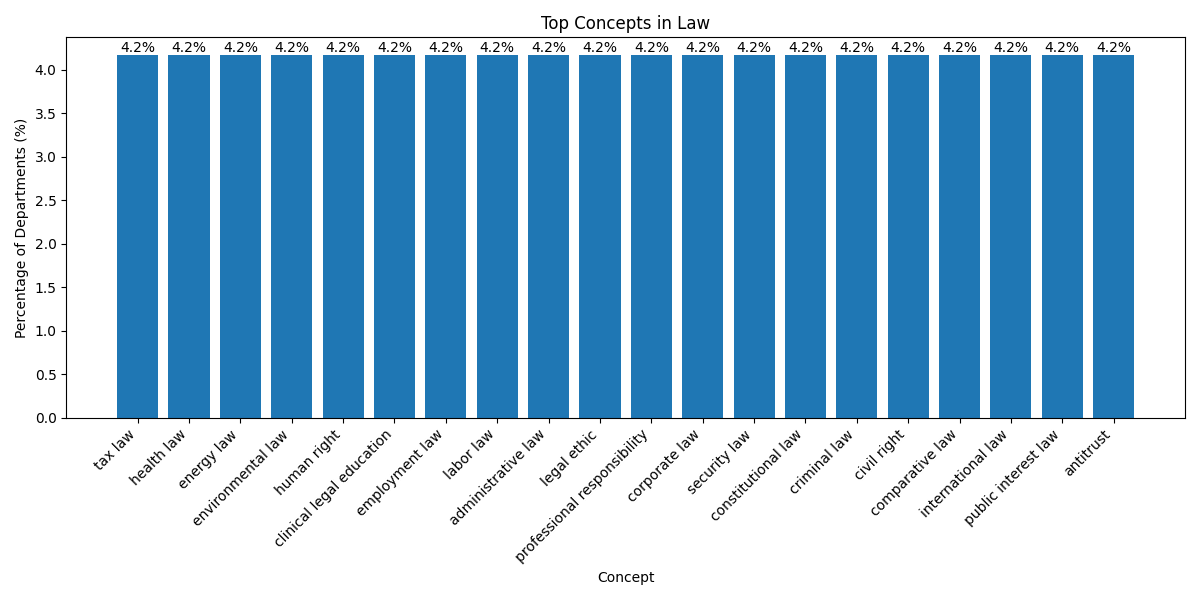 Top Concepts in Law
4.2% 4.2% 4.2% 4.2% 4.2% 4.2% 4.2% 4.2% 4.2% 4.2% 4.2% 4.2% 4.2% 4.2% 4.2% 4.2% 4.2% 4.2% 4.2% 4.2%
Percentage of Departments (%)
4.0
3.5
3.0
2.5
2.0
1.5
1.0
0.5
0.0
tax law
health law
energy law
environmental law
human right
clinical legal education
employment law
labor law
administrative law
legal ethic
professional responsibility
corporate law
security law
constitutional law
criminal law
civil right
comparative law
international law
public interest law
antitrust
Concept